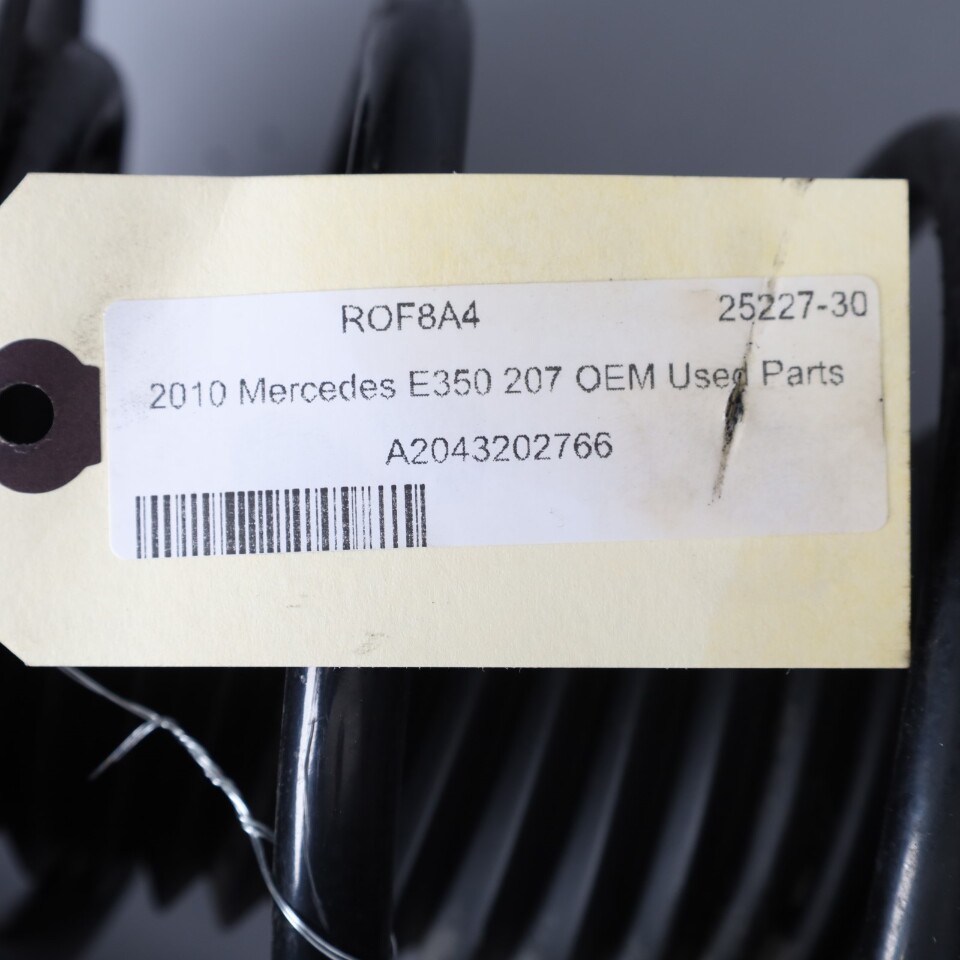 ROF8A4 25227-30
2010 Mercedes E350 207 OEM Used Parts
A2043202766